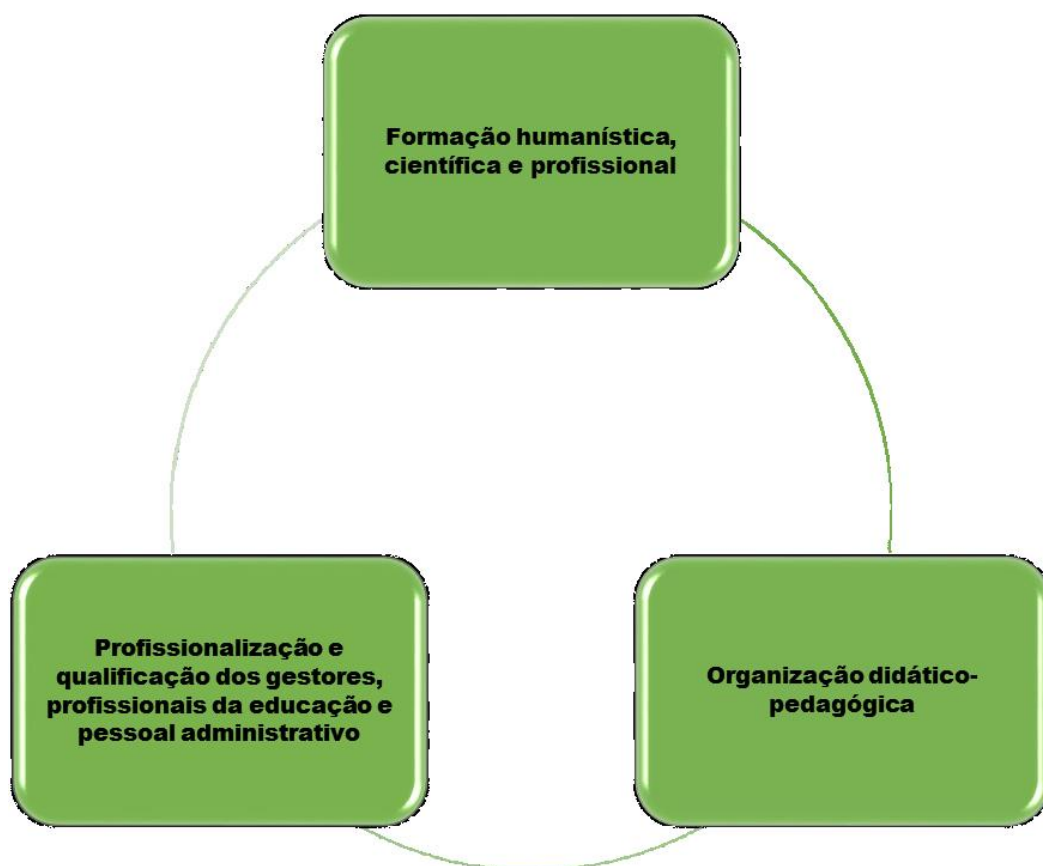 Formação humanística,
científica e profissional
Profissionalização e
qualificação dos gestores,
profissionais da educação e
pessoal administrativo
Organização didático-
pedagógica